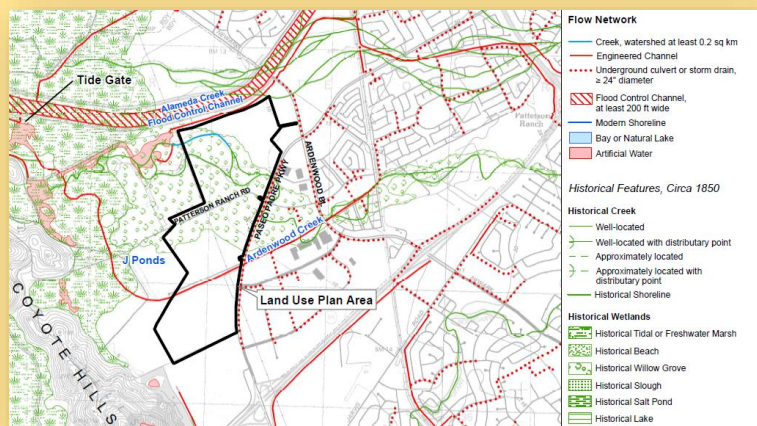 Tide Gate
Alameda Creek
Flood Control Channel
PATTERSON RANCH RD
PASEO PADRE PKWY
ARDENWOOD BL
Ardenwood Creek
J Ponds
Land Use Plan Area
COYOTE HILLS
Patterson
Ranch
Flow Network
Creek, watershed at least 0.2 sq km
Engineered Channel
Underground culvert or storm drain,
≥ 24" diameter
Flood Control Channel,
at least 200 ft wide
Modern Shoreline
Bay or Natural Lake
Artificial Water
Historical Features, Circa 1850
Historical Creek
Well-located
Well-located with distributary point
Approximately located
Approximately located with
distributary point
Historical Shoreline
Historical Wetlands
Historical Tidal or Freshwater Marsh
Historical Beach
Historical Willow Grove
Historical Slough
Historical Salt Pond
Historical Lake